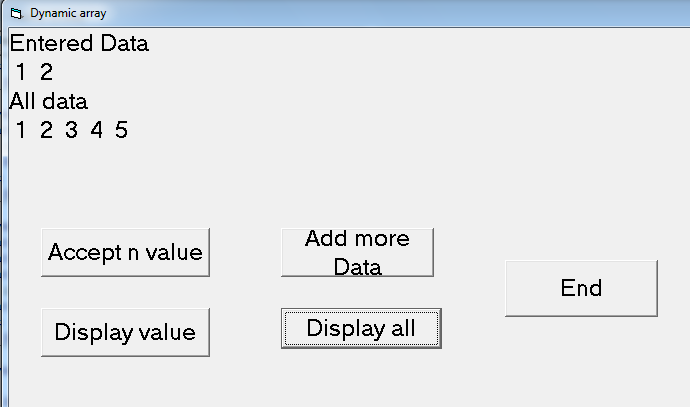 Dynamic array
Entered Data
1 2
All data
1 2 3 4 5
Accept n value
Add more
Data
End
Display value
Display all